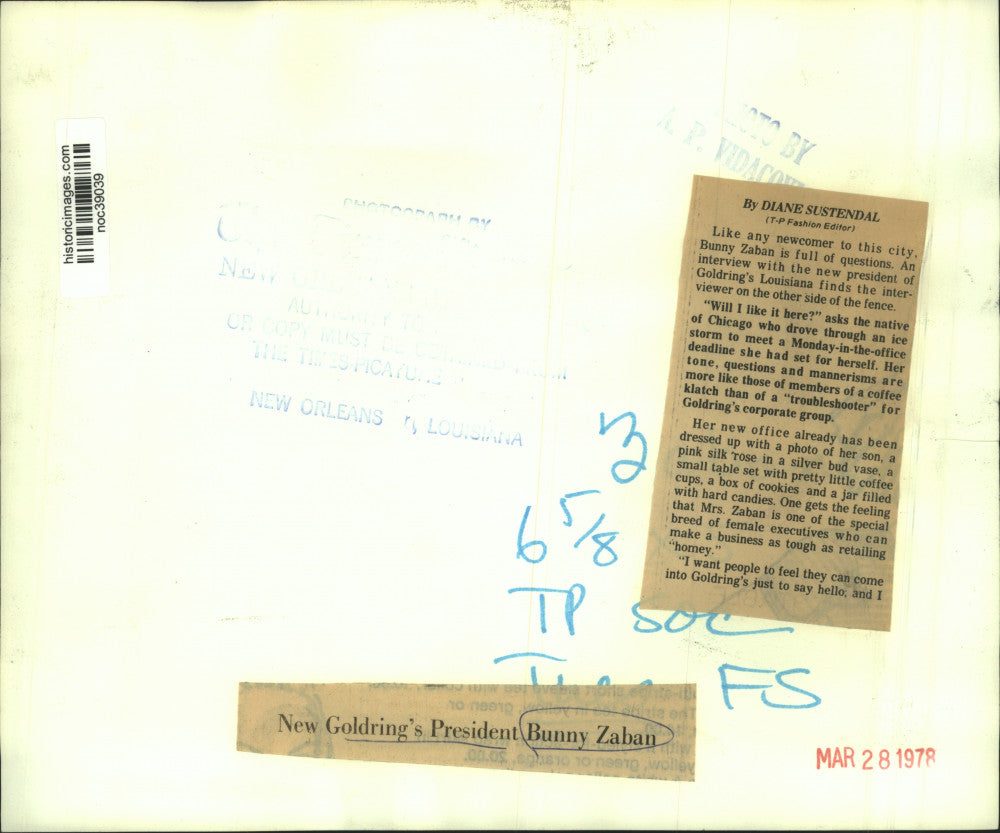 historicimages.com
noc39039
PHOTO BY
A. P. VIDACOV
PHOTOGRAPH BY
NEW
AUTHORITY TO
OR COPY MUST BE OBTAINED FROM
THE TIMES-PICAYUNE
NEW ORLEANS LOUISIANA
By DIANE SUSTENDAL
(T-P Fashion Editor)
Like any newcomer to this city,
Bunny Zaban is full of questions. An
interview with the new president of
Goldring's Louisiana finds the inter-
viewer on the other side of the fence.
"Will I like it here?" asks the native
of Chicago who drove through an ice
storm to meet a Monday-in-the-office
deadline she had set for herself. Her
tone, questions and mannerisms are
more like those of members of a coffee
klatch than of a "troubleshooter" for
Goldring's corporate group.
Her new office already has been
dressed up with a photo of her son, a
pink silk rose in a silver bud vase, a
small table set with pretty little coffee
cups, a box of cookies and a jar filled
with hard candies. One gets the feeling
that Mrs. Zaban is one of the special
breed of female executives who can
make a business as tough as retailing
"homey."
"I want people to feel they can come
into Goldring's just to say hello, and I
3
6 5/8
TP soc
FS
New Goldring's President Bunny Zaban
MAR 28 1978